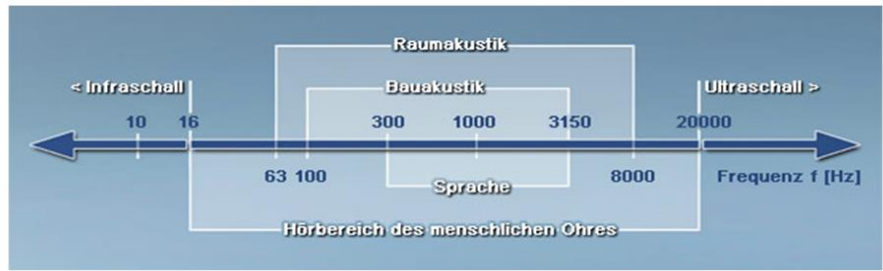 Raumakustik
< Infraschall Bauakustik Ultraschall >
10 16 300 1000 3150 20000
63 100 Sprache 8000 Frequenz f [Hz]
Hörbereich des menschlichen Ohres